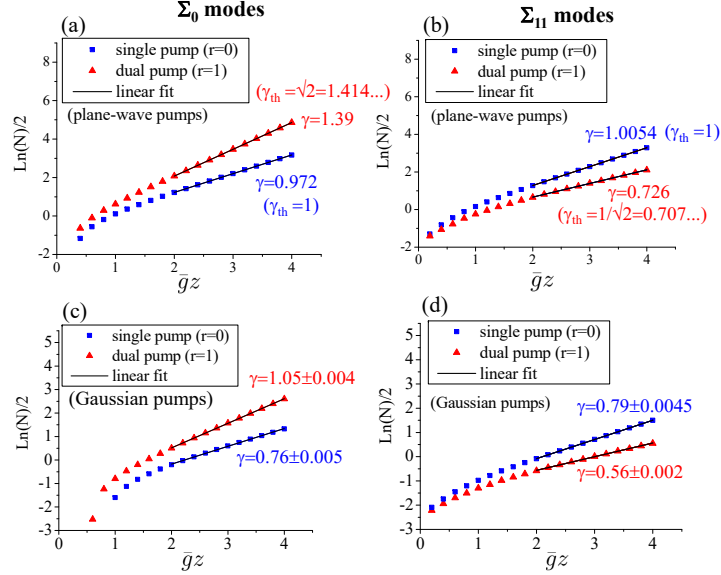 Σ₀ modes
Σ₁₁ modes
(a)
single pump (r=0)
dual pump (r=1)
linear fit
(plane-wave pumps)
(γth =√2=1.414...)
γ=1.39
γ=0.972
(γth =1)
Ln(N)/2
8
6
4
2
0
-2
0
1
2
3
4
5
g̅z
(b)
single pump (r=0)
dual pump (r=1)
linear fit
(plane-wave pumps)
γ=1.0054 (γth =1)
γ=0.726
(γth =1/√2=0.707...)
Ln(N)/2
8
6
4
2
0
-2
0
1
2
3
4
5
g̅z
(c)
single pump (r=0)
dual pump (r=1)
linear fit
(Gaussian pumps)
γ=1.05±0.004
γ=0.76±0.005
Ln(N)/2
5
4
3
2
1
0
-1
-2
-3
0
1
2
3
4
5
g̅z
(d)
single pump (r=0)
dual pump (r=1)
linear fit
(Gaussian pumps)
γ=0.79±0.0045
γ=0.56±0.002
Ln(N)/2
5
4
3
2
1
0
-1
-2
-3
0
1
2
3
4
5
g̅z